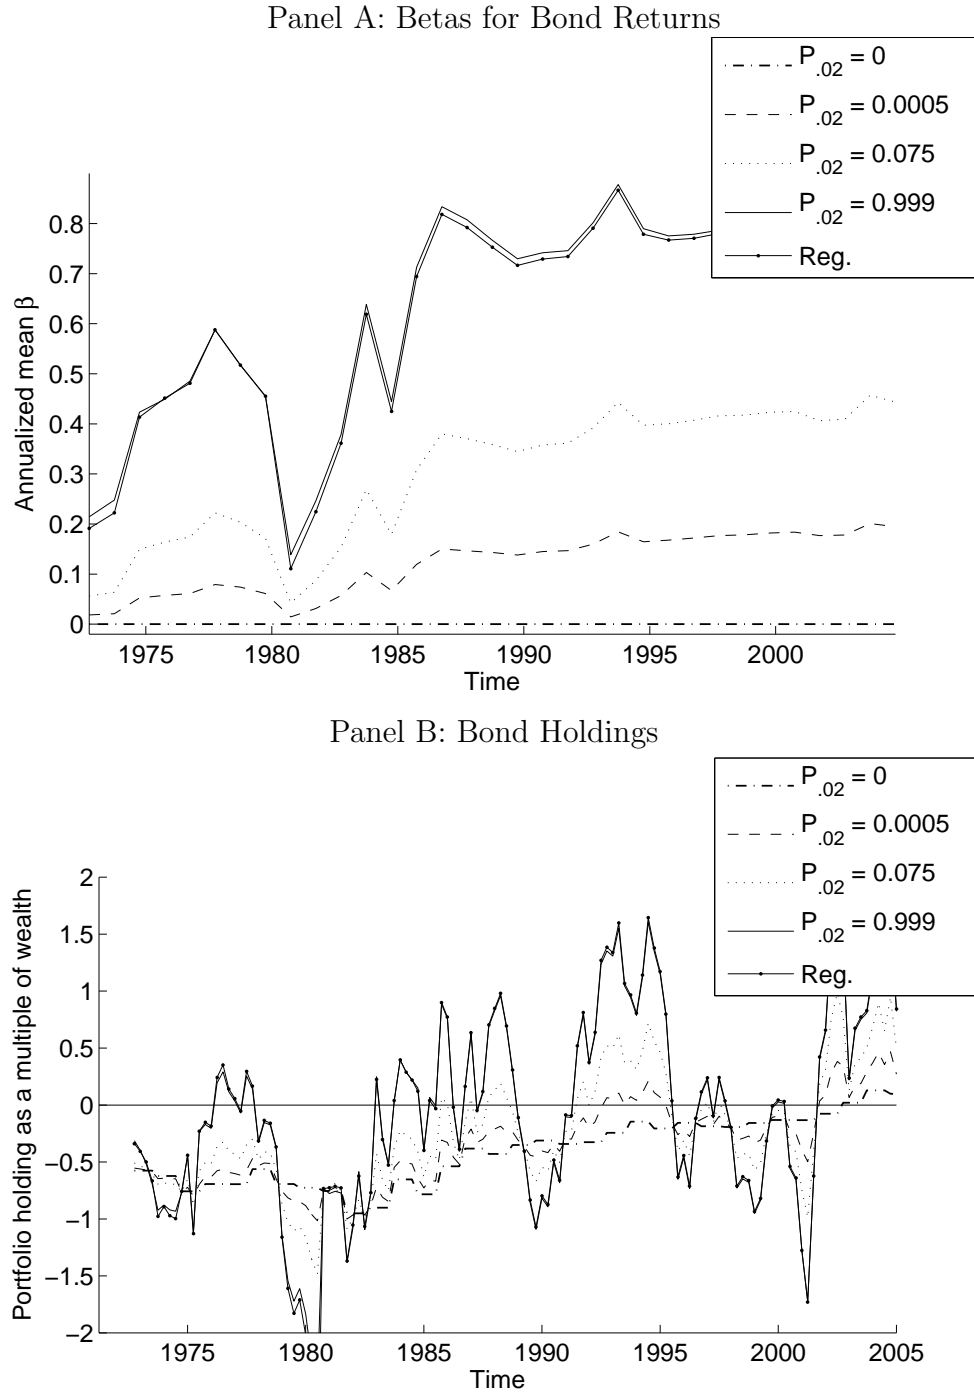 Panel A: Betas for Bond Returns
P.02 = 0
P.02 = 0.0005
P.02 = 0.075
P.02 = 0.999
Reg.
Annualized mean β
0.8
0.7
0.6
0.5
0.4
0.3
0.2
0.1
0
1975 1980 1985 1990 1995 2000
Time
Panel B: Bond Holdings
P.02 = 0
P.02 = 0.0005
P.02 = 0.075
P.02 = 0.999
Reg.
Portfolio holding as a multiple of wealth
2
1.5
1
0.5
0
−0.5
−1
−1.5
−2
1975 1980 1985 1990 1995 2000 2005
Time